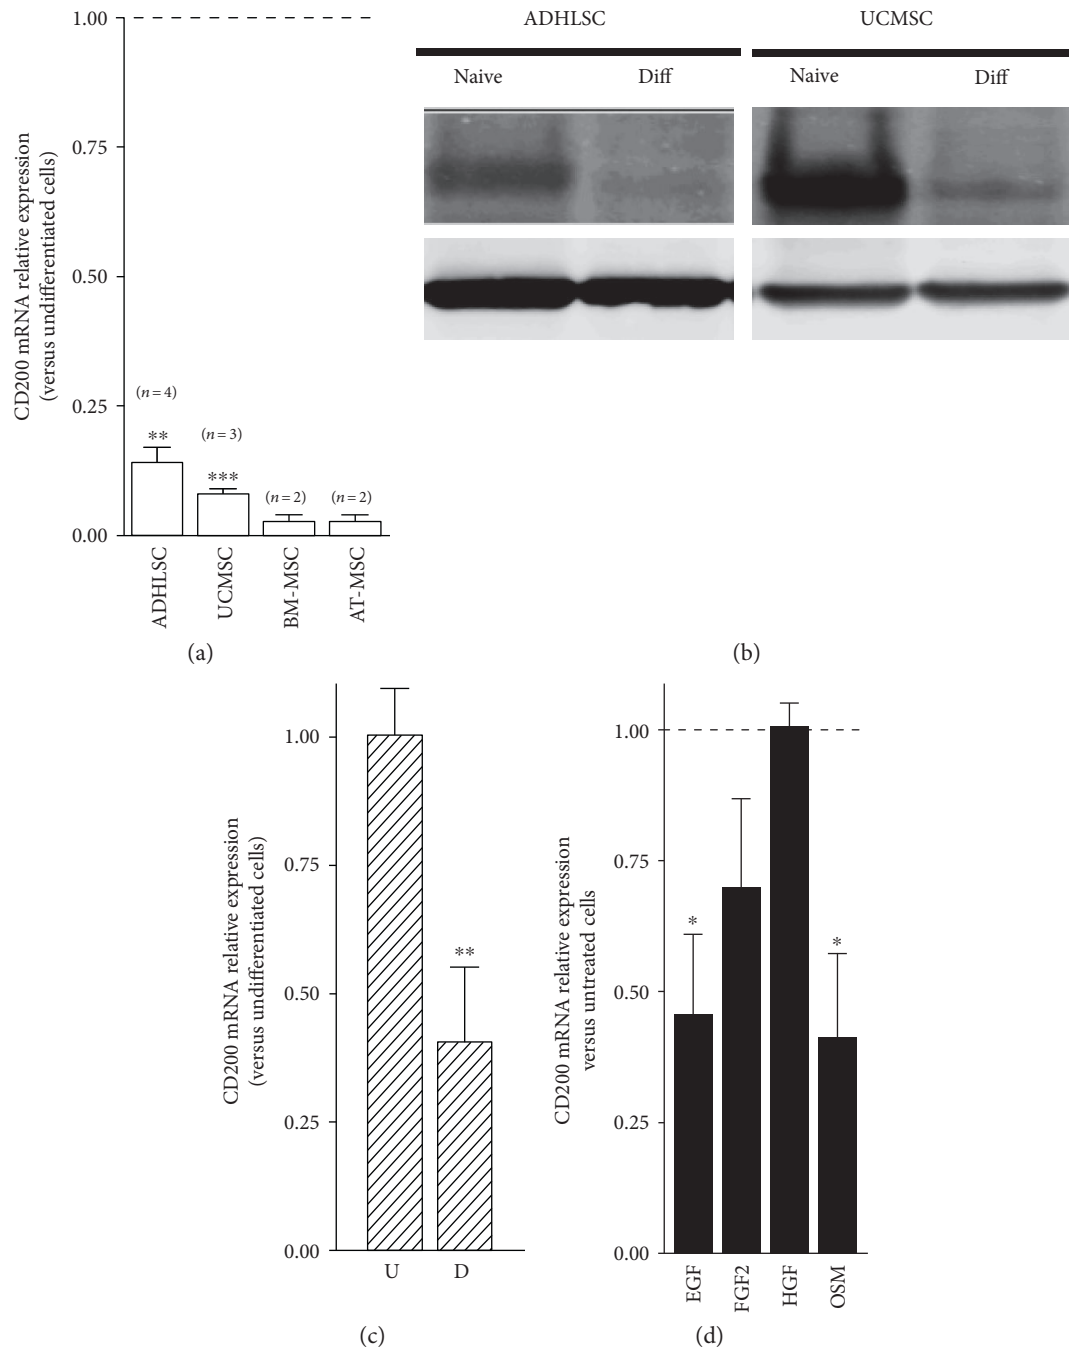 CD200 mRNA relative expression
(versus undifferentiated cells)
1.00
0.75
0.50
0.25
0.00
(n = 4)
**
(n = 3)
***
(n = 2)
(n = 2)
ADHLSC
UCMSC
BM-MSC
AT-MSC
(a)
ADHLSC
UCMSC
Naive
Diff
Naive
Diff
(b)
CD200 mRNA relative expression
(versus undifferentiated cells)
1.00
0.75
0.50
0.25
0.00
**
U
D
(c)
CD200 mRNA relative expression
versus untreated cells
1.00
0.75
0.50
0.25
0.00
*
*
EGF
FGF2
HGF
OSM
(d)